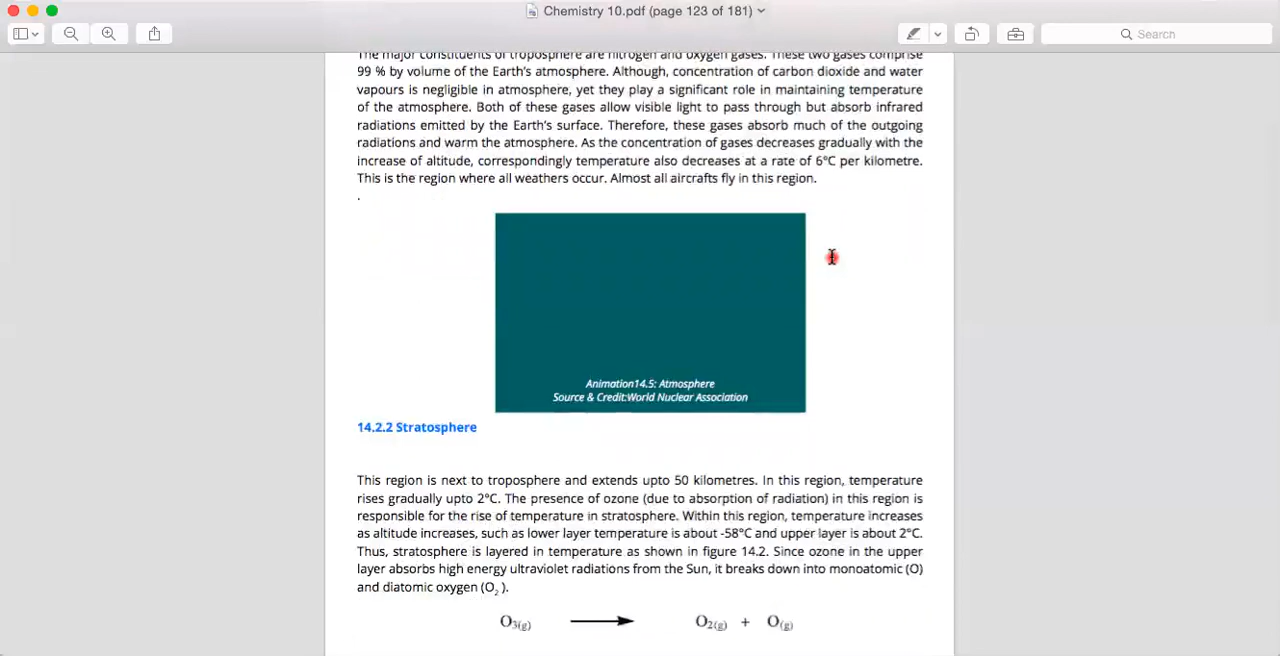 Chemistry 10.pdf (page 123 of 181)
Search
The major constituents of troposphere are nitrogen and oxygen gases. These two gases comprise
99 % by volume of the Earth's atmosphere. Although, concentration of carbon dioxide and water
vapours is negligible in atmosphere, yet they play a significant role in maintaining temperature
of the atmosphere. Both of these gases allow visible light to pass through but absorb infrared
radiations emitted by the Earth's surface. Therefore, these gases absorb much of the outgoing
radiations and warm the atmosphere. As the concentration of gases decreases gradually with the
increase of altitude, correspondingly temperature also decreases at a rate of 6°C per kilometre.
This is the region where all weathers occur. Almost all aircrafts fly in this region.
.
Animation14.5: Atmosphere
Source & Credit:World Nuclear Association
14.2.2 Stratosphere
This region is next to troposphere and extends upto 50 kilometres. In this region, temperature
rises gradually upto 2°C. The presence of ozone (due to absorption of radiation) in this region is
responsible for the rise of temperature in stratosphere. Within this region, temperature increases
as altitude increases, such as lower layer temperature is about -58°C and upper layer is about 2°C.
Thus, stratosphere is layered in temperature as shown in figure 14.2. Since ozone in the upper
layer absorbs high energy ultraviolet radiations from the Sun, it breaks down into monoatomic (O)
and diatomic oxygen (O₂ ).
O₃(g) → O₂(g) + O(g)